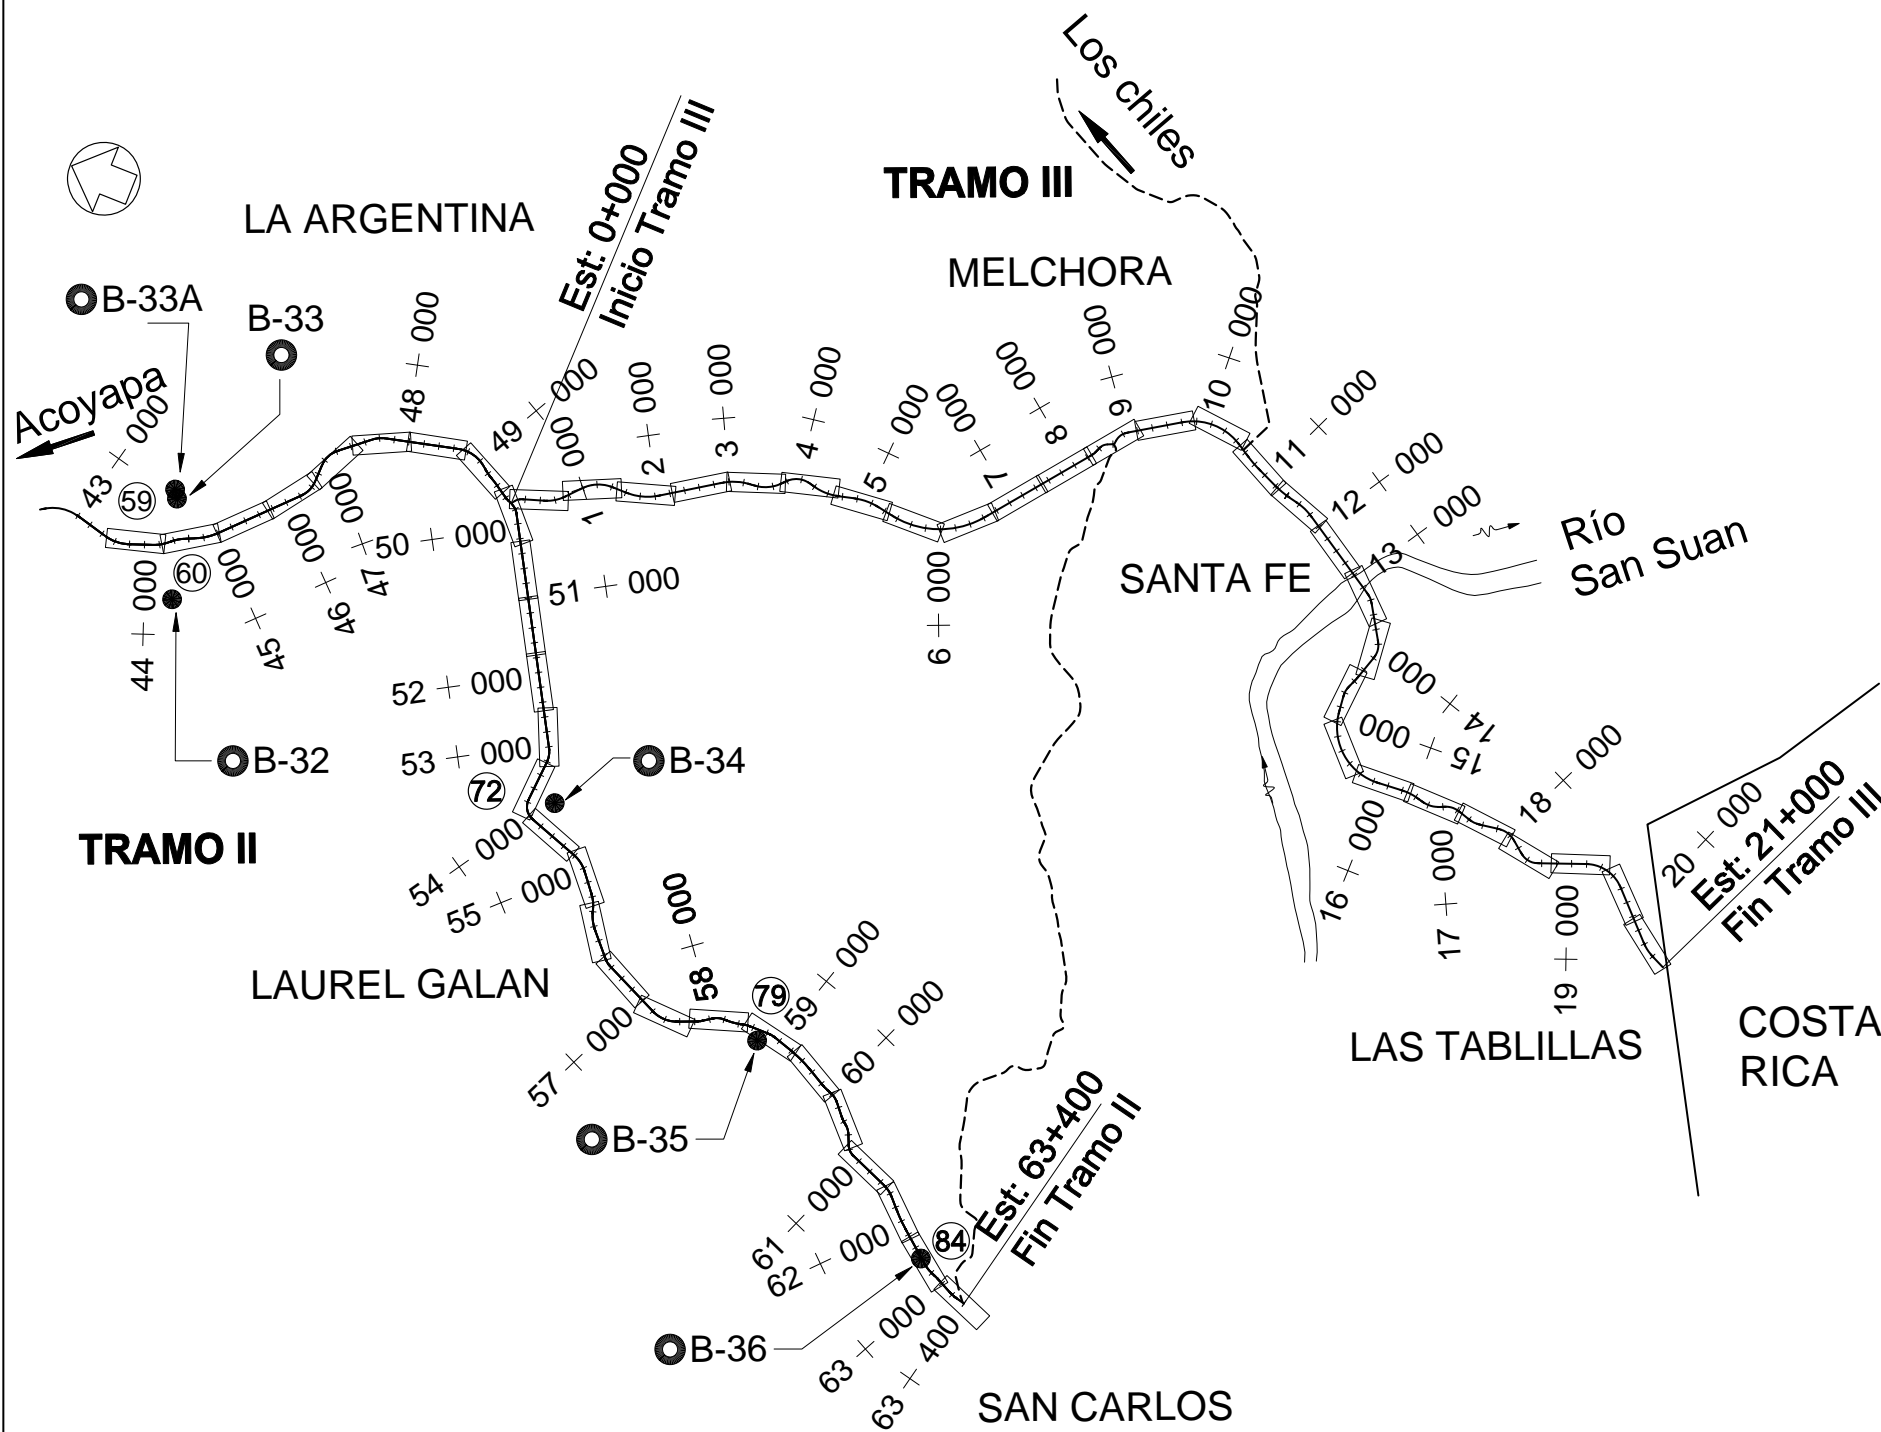 Los chiles
TRAMO III
Est: 0+000
Inicio Tramo III
LA ARGENTINA
MELCHORA
B-33A
B-33
Acoyapa
43 + 000
59
48 + 000
49 + 000
1 + 000
2 + 000
3 + 000
4 + 000
5 + 000
6 + 000
7 + 000
8 + 000
9 + 000
10 + 000
11 + 000
12 + 000
13 + 000
Río
San Suan
SANTA FE
44 + 000
60
45 + 000
46 + 000
47 + 000
50 + 000
51 + 000
52 + 000
53 + 000
B-32
B-34
72
TRAMO II
54 + 000
55 + 000
14 + 000
15 + 000
16 + 000
17 + 000
18 + 000
19 + 000
20 + 000
Est: 21+000
Fin Tramo III
LAUREL GALAN
57 + 000
58 + 000
79
59 + 000
60 + 000
B-35
LAS TABLILLAS
COSTA
RICA
61 + 000
62 + 000
84
Est: 63+400
Fin Tramo II
B-36
63 + 000
63 + 400
SAN CARLOS